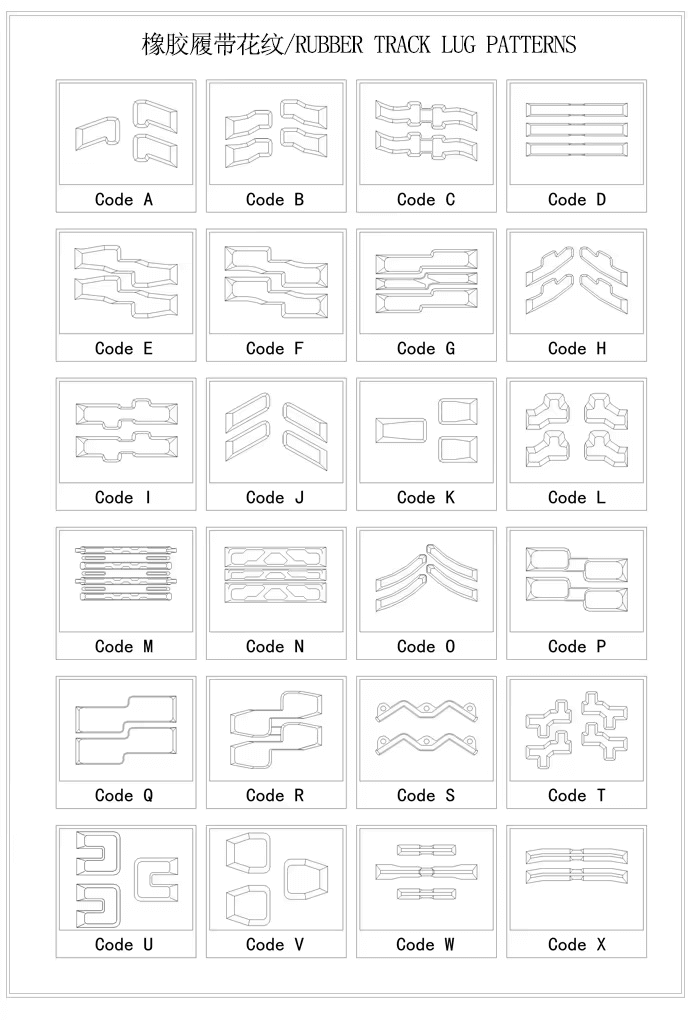 橡胶履带花纹/RUBBER TRACK LUG PATTERNS
Code A
Code B
Code C
Code D
Code E
Code F
Code G
Code H
Code I
Code J
Code K
Code L
Code M
Code N
Code O
Code P
Code Q
Code R
Code S
Code T
Code U
Code V
Code W
Code X